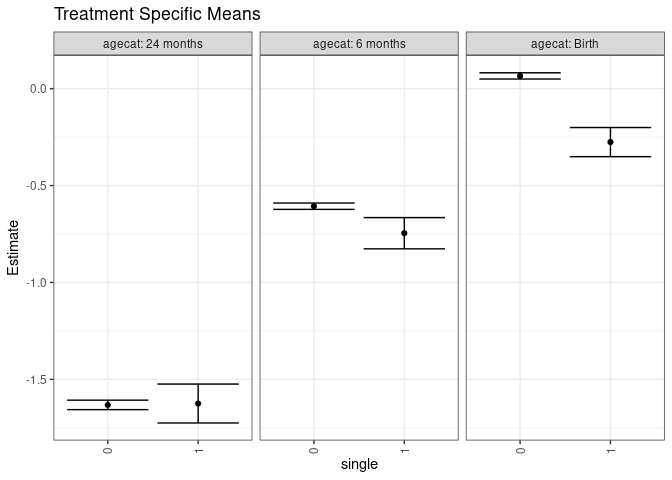 Treatment Specific Means
agecat: 24 months
agecat: 6 months
agecat: Birth
Estimate
0.0
-0.5
-1.0
-1.5
0
1
0
1
0
1
single